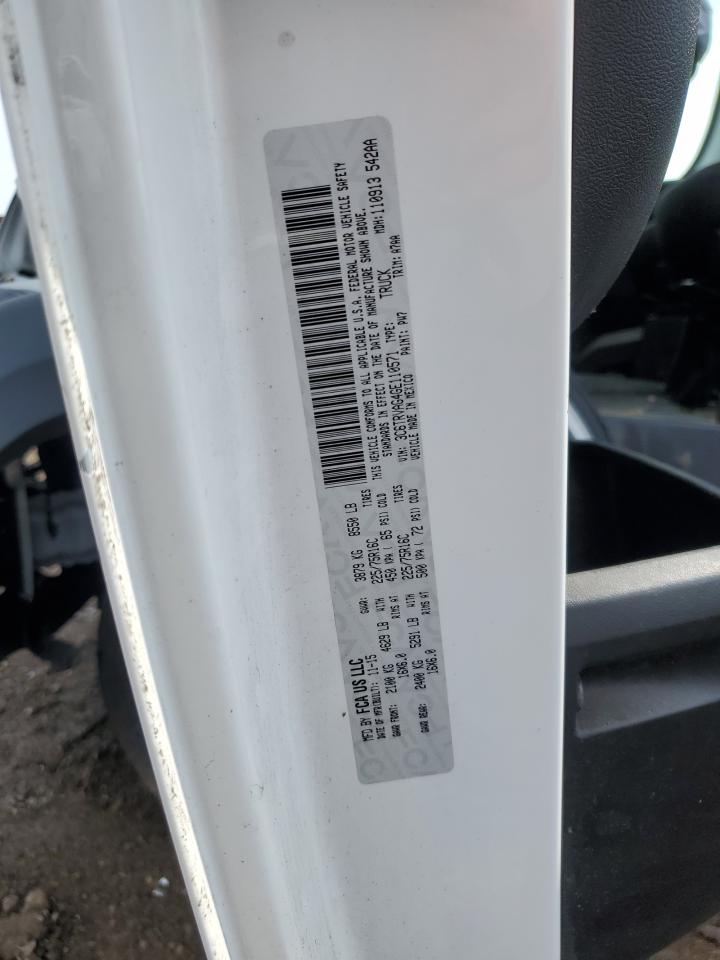 MFD BY FCA US LLC
DATE OF MFR(BUILT): 11-15 GVWR: 3879 KG 8550 LB
GAWR FRONT: 2100 KG 4629 LB WITH 225/75R16C TIRES
16X6.0 RIMS AT 450 KPA ( 65 PSI) COLD
GAWR REAR: 2400 KG 5291 LB WITH 225/75R16C TIRES
16X6.0 RIMS AT 500 KPA ( 72 PSI) COLD
THIS VEHICLE CONFORMS TO ALL APPLICABLE U.S.A. FEDERAL MOTOR VEHICLE SAFETY
STANDARDS IN EFFECT ON THE DATE OF MANUFACTURE SHOWN ABOVE.
VIN: 3C6TRVAG4GE110571 TYPE: TRUCK MDH:110913 542AA
VEHICLE MADE IN MEXICO PAINT: PW7 TRIM: A7AA